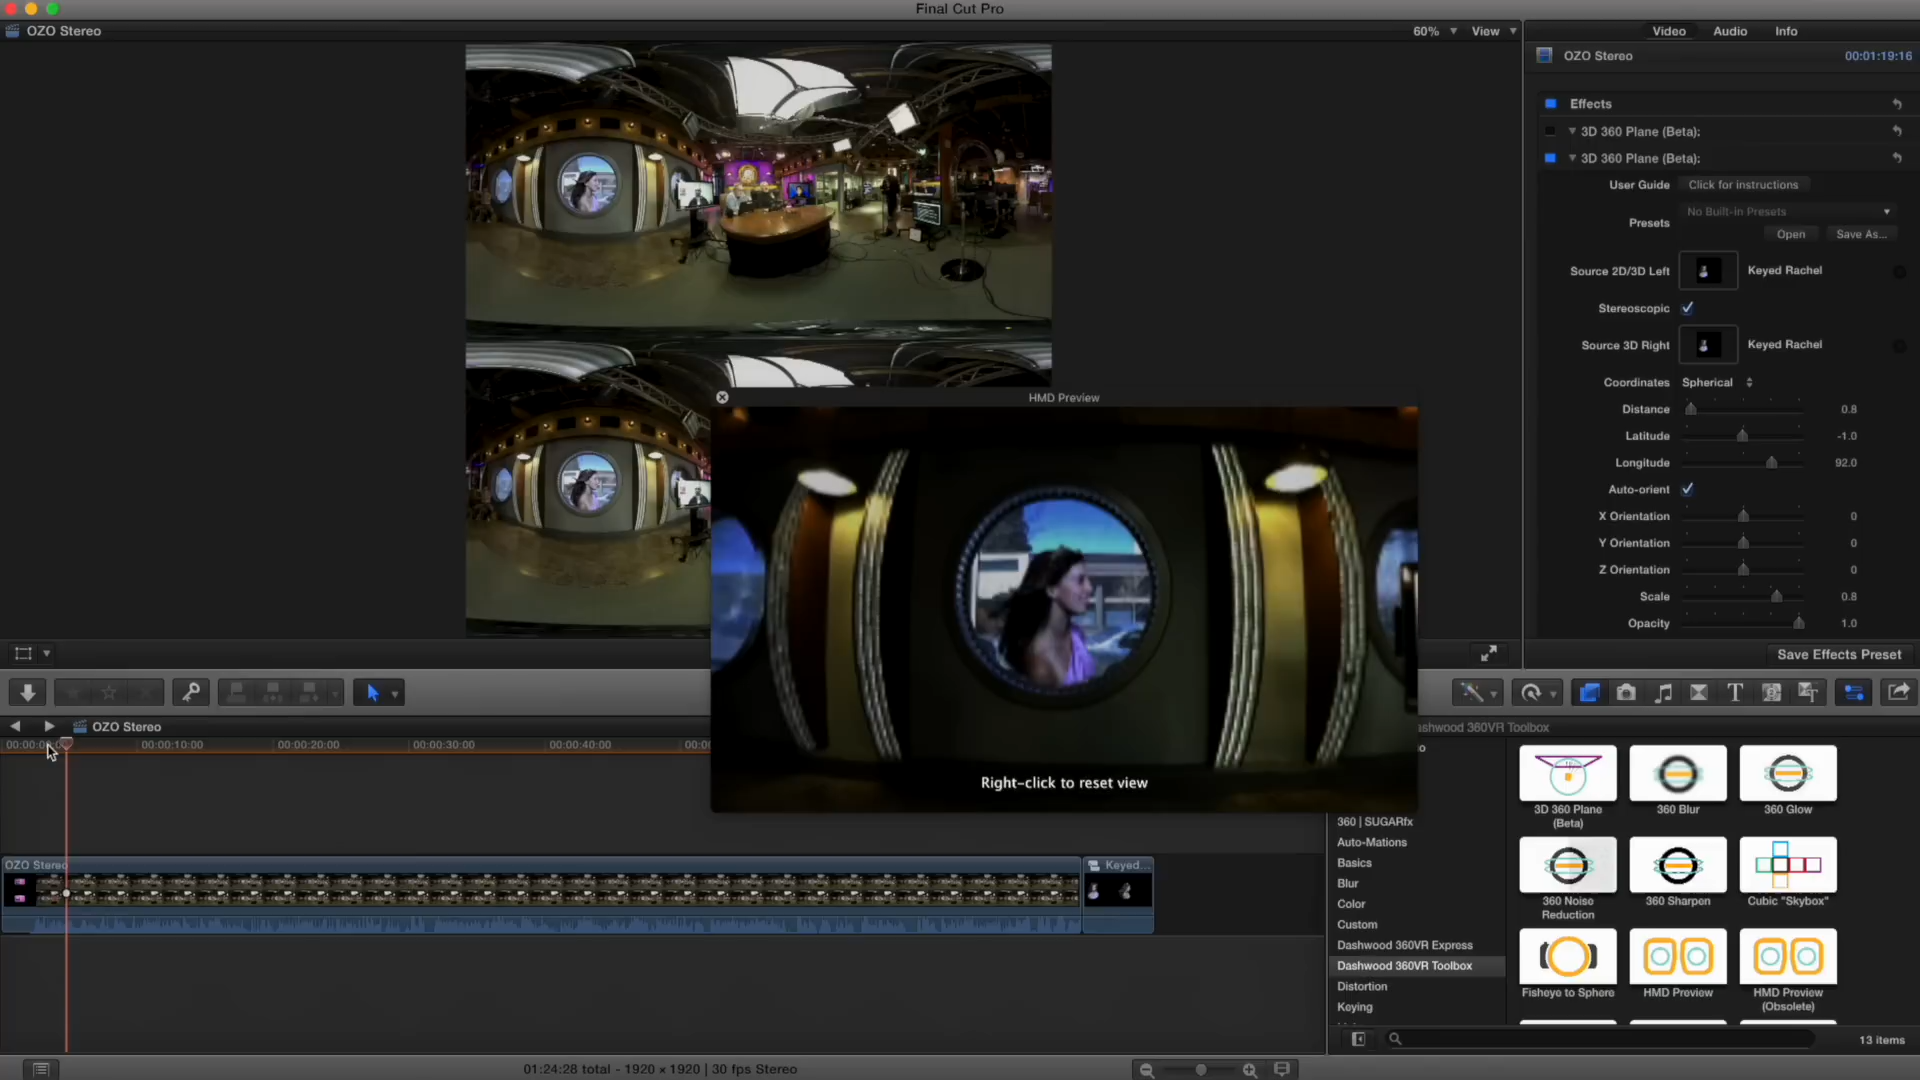 Final Cut Pro
OZO Stereo
60%
View
Video
Audio
Info
OZO Stereo
00:01:19:16
Effects
3D 360 Plane (Beta):
3D 360 Plane (Beta):
User Guide
Click for instructions
Presets
No Built-in Presets
Open
Save As...
Source 2D/3D Left
Keyed Rachel
Stereoscopic
Source 3D Right
Keyed Rachel
Coordinates
Spherical
Distance
0.8
Latitude
-1.0
Longitude
92.0
Auto-orient
X Orientation
0
Y Orientation
0
Z Orientation
0
Scale
0.8
Opacity
1.0
Save Effects Preset
HMD Preview
Right-click to reset view
OZO Stereo
00:00:10:00
00:00:20:00
00:00:30:00
00:00:40:00
OZO Stereo
Keyed...
ashwood 360VR Toolbox
360 | SUGARfx
Auto-Mations
Basics
Blur
Color
Custom
Dashwood 360VR Express
Dashwood 360VR Toolbox
Distortion
Keying
3D 360 Plane
(Beta)
360 Blur
360 Glow
360 Noise
Reduction
360 Sharpen
Cubic "Skybox"
Fisheye to Sphere
HMD Preview
HMD Preview
(Obsolete)
13 items
01:24:28 total - 1920 x 1920 | 30 fps Stereo